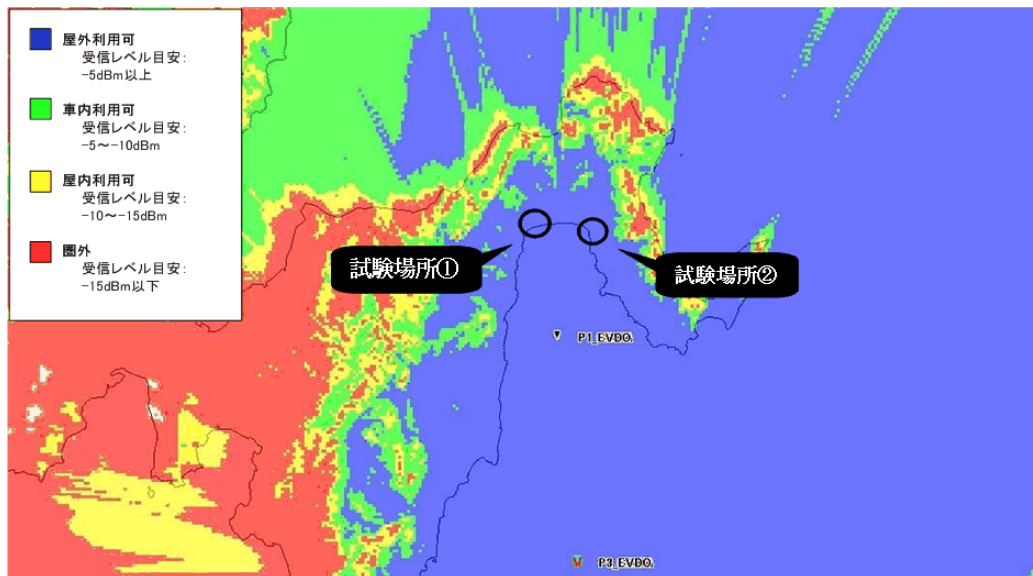 屋外利用可
受信レベル目安:
-5dBm以上
車内利用可
受信レベル目安:
-5～-10dBm
屋内利用可
受信レベル目安:
-10～-15dBm
圏外
受信レベル目安:
-15dBm以下
試験場所①
試験場所②
P1_EVDO.
P3_EVDO.